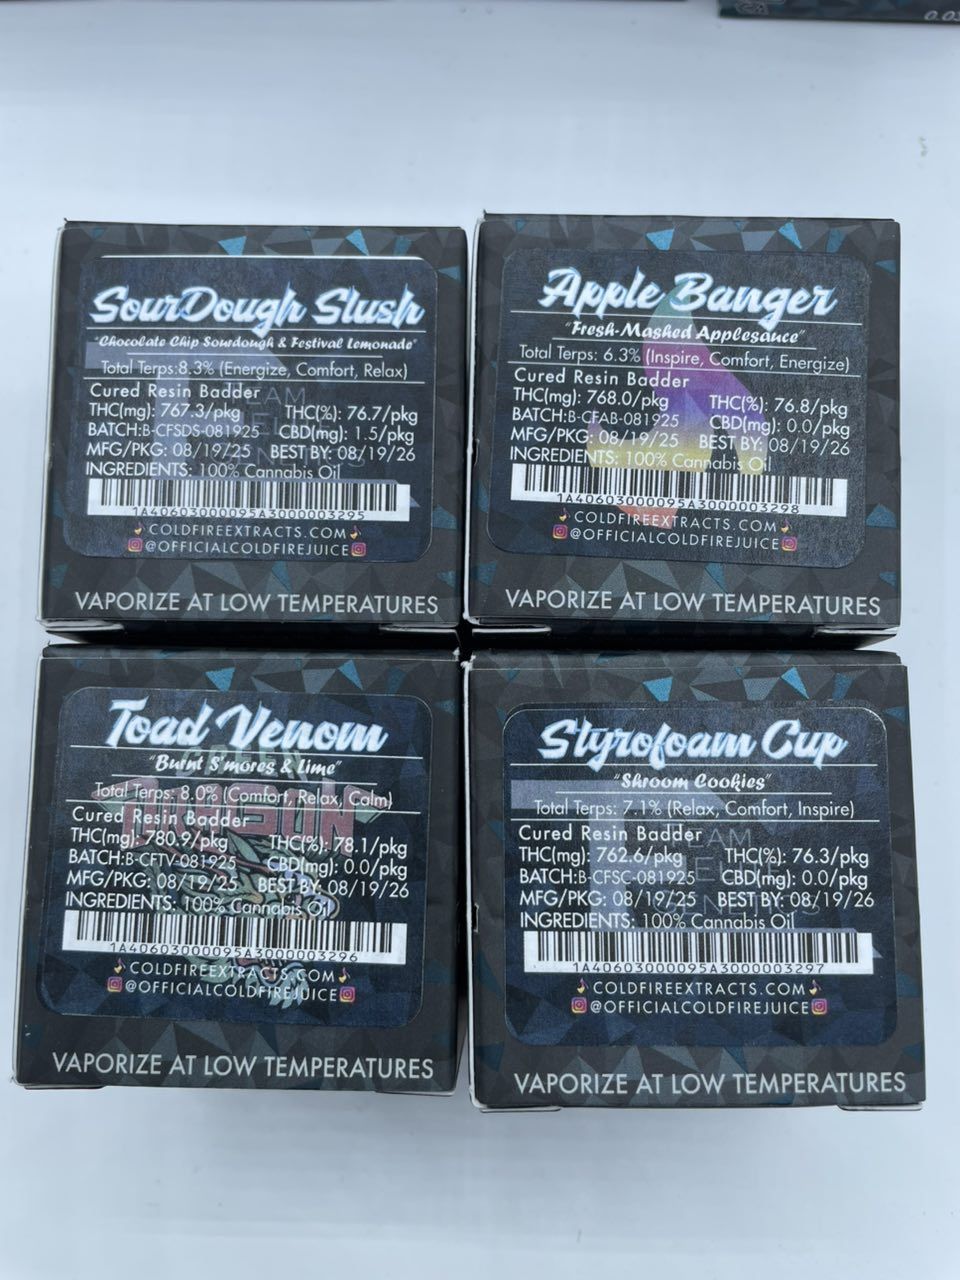 0.03
SourDough Slush
"Chocolate Chip Sourdough & Festival Lemonade"
Total Terps:8.3% (Energize, Comfort, Relax)
Cured Resin Badder
THC(mg): 767.3/pkg THC(%): 76.7/pkg
BATCH:B-CFSDS-081925 CBD(mg): 1.5/pkg
MFG/PKG: 08/19/25 BEST BY: 08/19/26
INGREDIENTS: 100% Cannabis Oil
1A40603000095A3000003295
COLDFIREEXTRACTS.COM
@OFFICIALCOLDFIREJUICE
VAPORIZE AT LOW TEMPERATURES
Apple Banger
"Fresh-Mashed Applesauce"
Total Terps: 6.3% (Inspire, Comfort, Energize)
Cured Resin Badder
THC(mg): 768.0/pkg THC(%): 76.8/pkg
BATCH:B-CFAB-081925 CBD(mg): 0.0/pkg
MFG/PKG: 08/19/25 BEST BY: 08/19/26
INGREDIENTS: 100% Cannabis Oil
1A40603000095A3000003298
COLDFIREEXTRACTS.COM
@OFFICIALCOLDFIREJUICE
VAPORIZE AT LOW TEMPERATURES
Toad Venom
"Burnt S'mores & Lime"
Total Terps: 8.0% (Comfort, Relax, Calm)
Cured Resin Badder
THC(mg): 780.9/pkg THC(%): 78.1/pkg
BATCH:B-CFTV-081925 CBD(mg): 0.0/pkg
MFG/PKG: 08/19/25 BEST BY: 08/19/26
INGREDIENTS: 100% Cannabis Oil
1A40603000095A3000003296
COLDFIREEXTRACTS.COM
@OFFICIALCOLDFIREJUICE
VAPORIZE AT LOW TEMPERATURES
Styrofoam Cup
"Shroom Cookies"
Total Terps: 7.1% (Relax, Comfort, Inspire)
Cured Resin Badder
THC(mg): 762.6/pkg THC(%): 76.3/pkg
BATCH:B-CFSC-081925 CBD(mg): 0.0/pkg
MFG/PKG: 08/19/25 BEST BY: 08/19/26
INGREDIENTS: 100% Cannabis Oil
1A40603000095A3000003297
COLDFIREEXTRACTS.COM
@OFFICIALCOLDFIREJUICE
VAPORIZE AT LOW TEMPERATURES